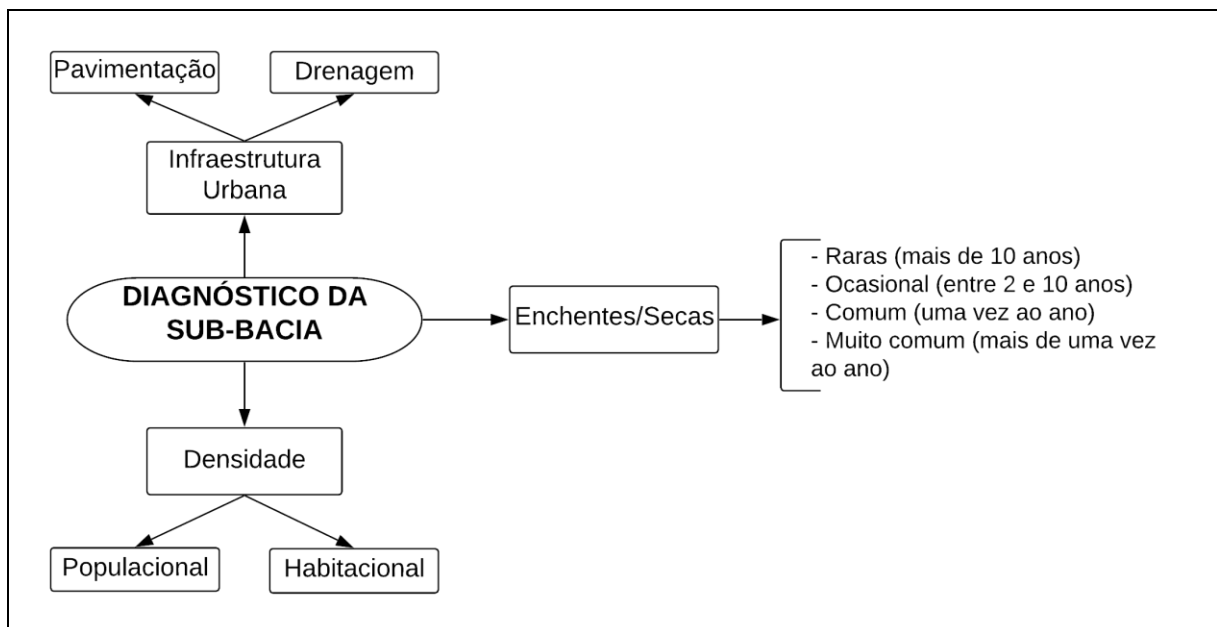 Pavimentação
Drenagem
Infraestrutura
Urbana
DIAGNÓSTICO DA
SUB-BACIA
Enchentes/Secas
- Raras (mais de 10 anos)
- Ocasional (entre 2 e 10 anos)
- Comum (uma vez ao ano)
- Muito comum (mais de uma vez
ao ano)
Densidade
Populacional
Habitacional